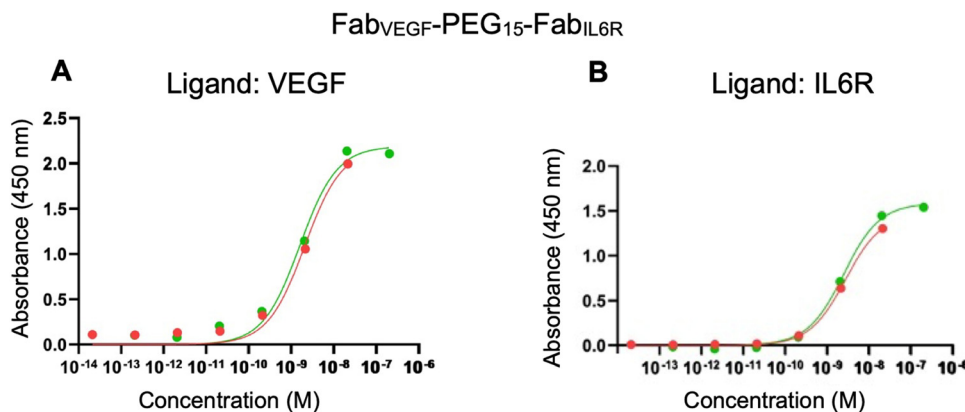 FabVEGF-PEG15-FabIL6R
A
Ligand: VEGF
2.5
2.0
1.5
1.0
0.5
0.0
Absorbance (450 nm)
10-14 10-13 10-12 10-11 10-10 10-9 10-8 10-7 10-6
Concentration (M)
B
Ligand: IL6R
2.0
1.5
1.0
0.5
0.0
Absorbance (450 nm)
10-13 10-12 10-11 10-10 10-9 10-8 10-7 10-6
Concentration (M)